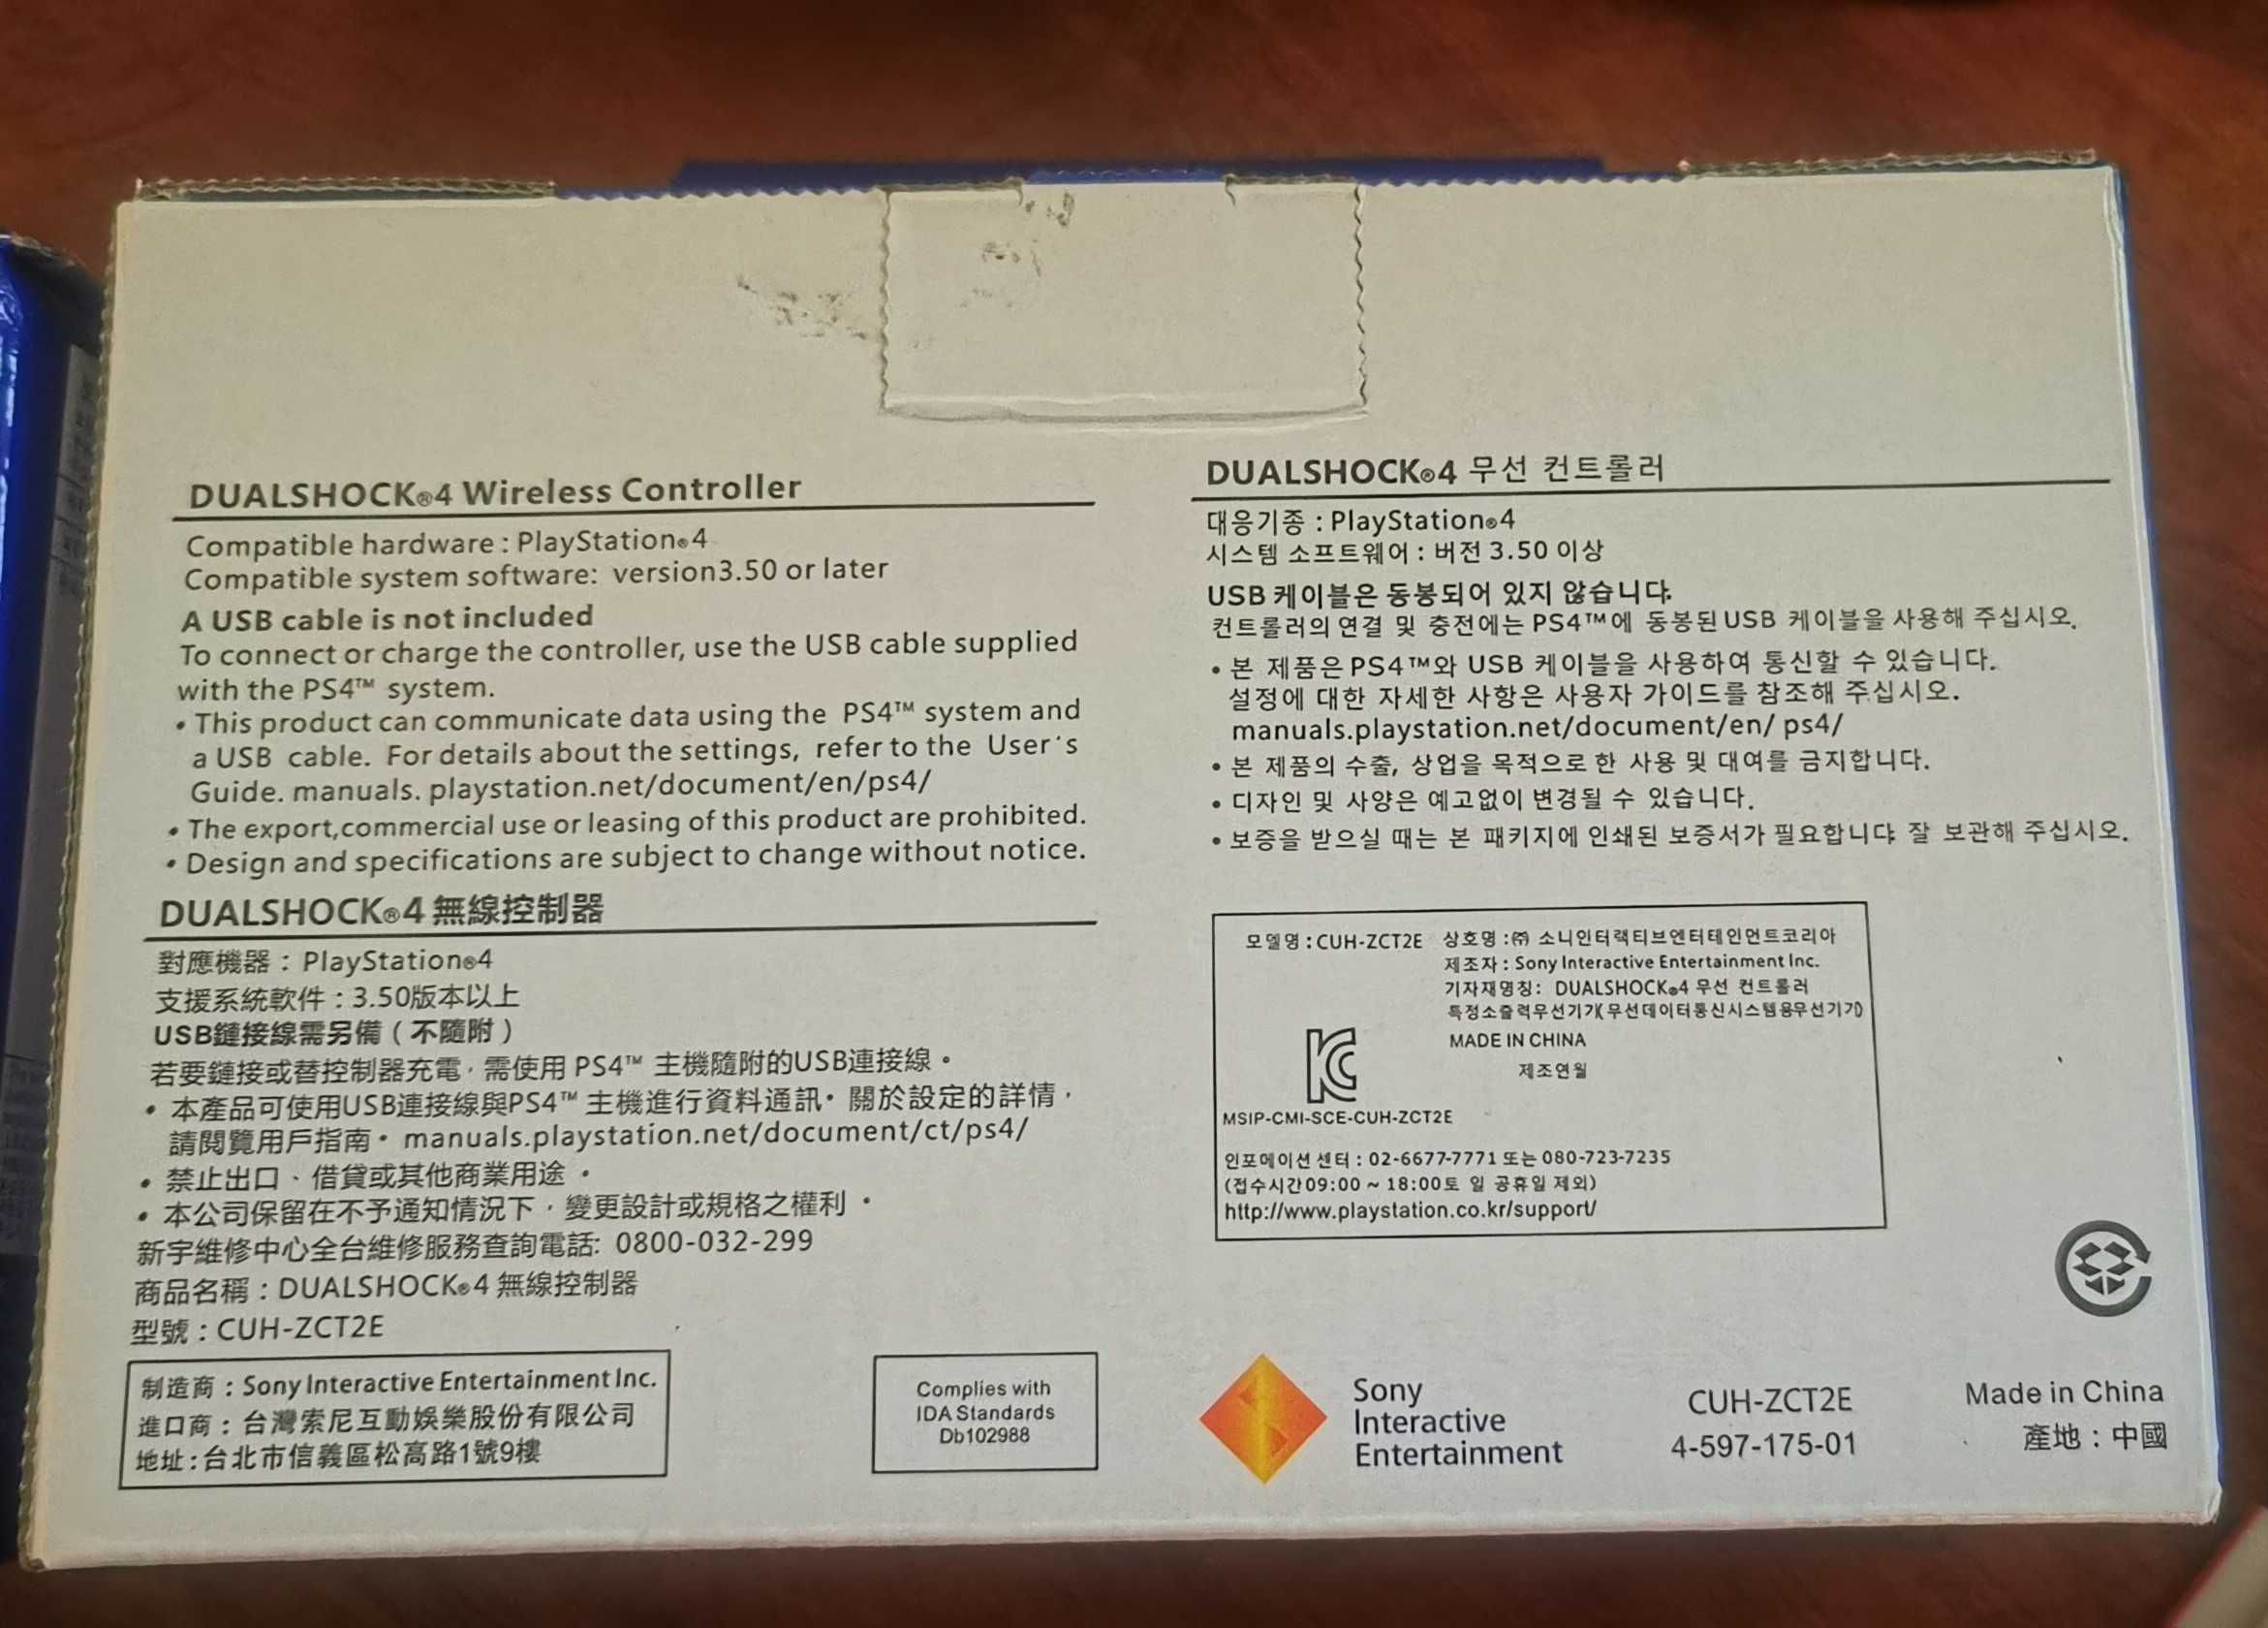 DUALSHOCK®4 Wireless Controller
Compatible hardware : PlayStation®4
Compatible system software: version3.50 or later
A USB cable is not included
To connect or charge the controller, use the USB cable supplied
with the PS4™ system.
• This product can communicate data using the PS4™ system and
a USB cable. For details about the settings, refer to the User's
Guide. manuals. playstation.net/document/en/ps4/
• The export,commercial use or leasing of this product are prohibited.
• Design and specifications are subject to change without notice.
DUALSHOCK®4 無線控制器
對應機器：PlayStation®4
支援系統軟件：3.50版本以上
USB鏈接線需另備（不隨附）
若要鏈接或替控制器充電，需使用 PS4™ 主機隨附的USB連接線。
• 本產品可使用USB連接線與PS4™ 主機進行資料通訊。關於設定的詳情，
請閱覽用戶指南。manuals.playstation.net/document/ct/ps4/
• 禁止出口、借貸或其他商業用途。
• 本公司保留在不予通知情況下，變更設計或規格之權利。
新宇維修中心全台維修服務查詢電話: 0800-032-299
商品名稱：DUALSHOCK®4 無線控制器
型號：CUH-ZCT2E
制造商：Sony Interactive Entertainment Inc.
進口商：台灣索尼互動娛樂股份有限公司
地址:台北市信義區松高路1號9樓
Complies with
IDA Standards
Db102988
DUALSHOCK®4 무선 컨트롤러
대응기종 : PlayStation®4
시스템 소프트웨어 : 버전 3.50 이상
USB 케이블은 동봉되어 있지 않습니다.
컨트롤러의 연결 및 충전에는 PS4™에 동봉된 USB 케이블을 사용해 주십시오.
• 본 제품은 PS4™와 USB 케이블을 사용하여 통신할 수 있습니다.
설정에 대한 자세한 사항은 사용자 가이드를 참조해 주십시오.
manuals.playstation.net/document/en/ ps4/
• 본 제품의 수출, 상업을 목적으로 한 사용 및 대여를 금지합니다.
• 디자인 및 사양은 예고없이 변경될 수 있습니다.
• 보증을 받으실 때는 본 패키지에 인쇄된 보증서가 필요합니다 잘 보관해 주십시오.
모델명 : CUH-ZCT2E 상호명 :㈜ 소니인터랙티브엔터테인먼트코리아
제조자 : Sony Interactive Entertainment Inc.
기자재명칭: DUALSHOCK®4 무선 컨트롤러
특정소출력무선기기(무선데이터통신시스템용무선기기)
MADE IN CHINA
제조연월
MSIP-CMI-SCE-CUH-ZCT2E
인포메이션 센터 : 02-6677-7771 또는 080-723-7235
(접수시간09:00 ~ 18:00토 일 공휴일 제외)
http://www.playstation.co.kr/support/
Sony
Interactive
Entertainment
CUH-ZCT2E
4-597-175-01
Made in China
產地：中國